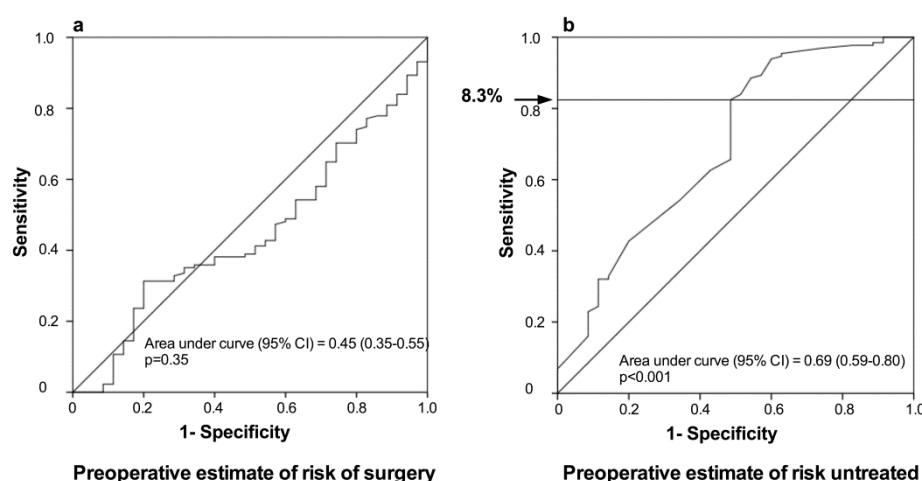 a
1.0
0.8
0.6
0.4
0.2
0
Sensitivity
Area under curve (95% CI) = 0.45 (0.35-0.55)
p=0.35
0 0.2 0.4 0.6 0.8 1.0
1- Specificity
Preoperative estimate of risk of surgery
b
8.3%
1.0
0.8
0.6
0.4
0.2
0
Sensitivity
Area under curve (95% CI) = 0.69 (0.59-0.80)
p<0.001
0 0.2 0.4 0.6 0.8 1.0
1- Specificity
Preoperative estimate of risk untreated